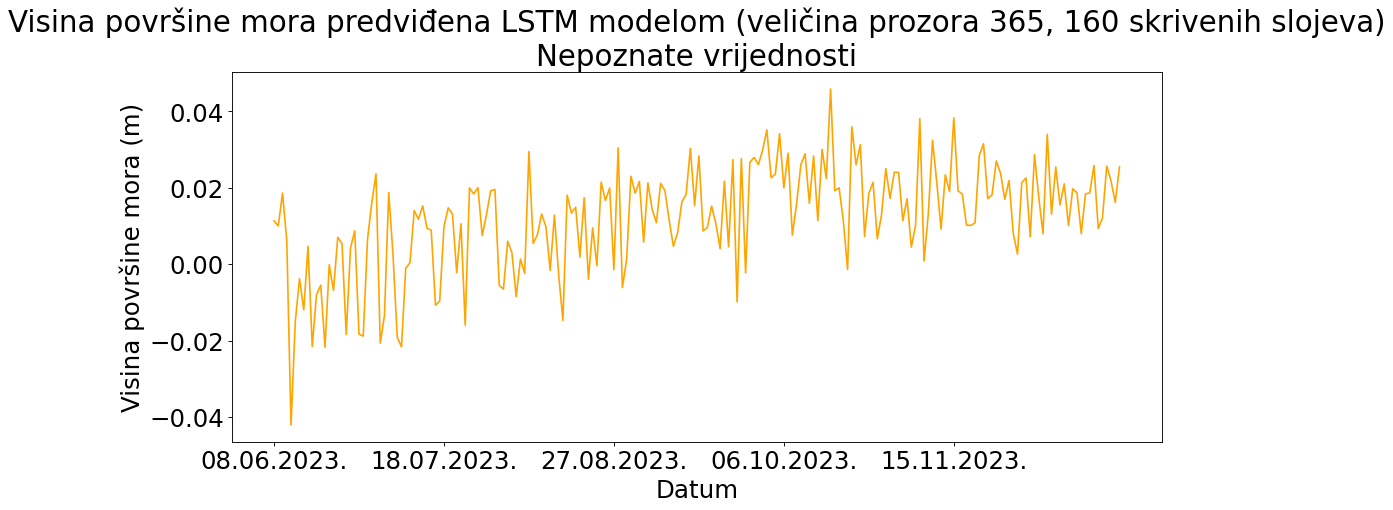 Visina površine mora predviđena LSTM modelom (veličina prozora 365, 160 skrivenih slojeva)
Nepoznate vrijednosti
Visina površine mora (m)
0.04
0.02
0.00
−0.02
−0.04
08.06.2023. 18.07.2023. 27.08.2023. 06.10.2023. 15.11.2023.
Datum